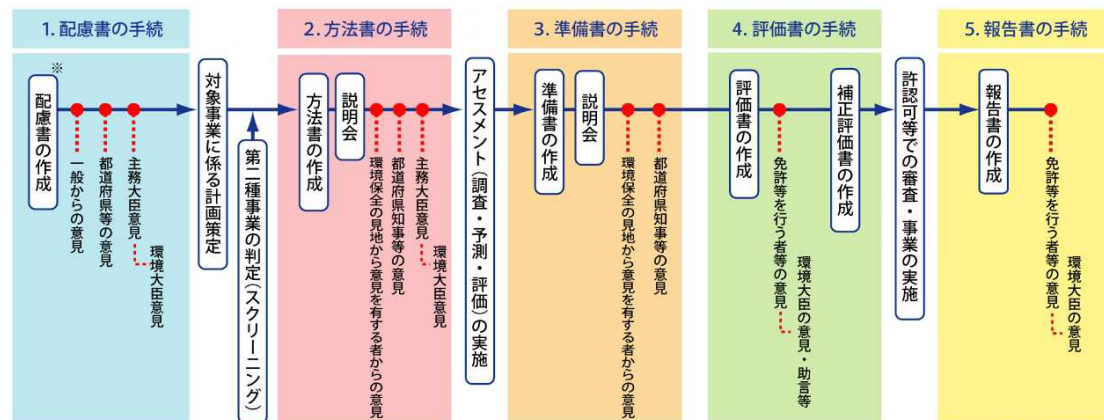 1. 配慮書の手続
※
配慮書の作成
一般からの意見
都道府県等の意見
主務大臣意見
環境大臣意見
対象事業に係る計画策定
第二種事業の判定(スクリーニング)
2. 方法書の手続
方法書の作成
説明会
環境保全の見地から意見を有する者からの意見
都道府県知事等の意見
主務大臣意見
環境大臣意見
アセスメント(調査・予測・評価)の実施
3. 準備書の手続
準備書の作成
説明会
環境保全の見地から意見を有する者からの意見
都道府県知事等の意見
4. 評価書の手続
評価書の作成
免許等を行う者等の意見
環境大臣の意見・助言等
補正評価書の作成
許認可等での審査・事業の実施
5. 報告書の手続
報告書の作成
免許等を行う者等の意見
環境大臣の意見